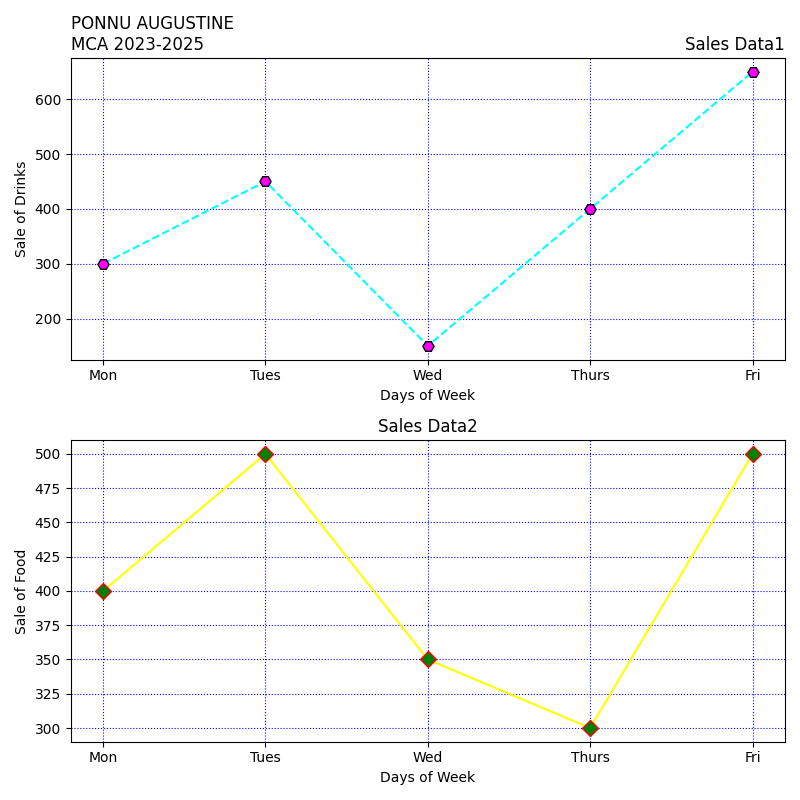 PONNU AUGUSTINE
MCA 2023-2025
Sales Data1
600
500
400
300
200
Sale of Drinks
Mon Tues Wed Thurs Fri
Days of Week
Sales Data2
500
475
450
425
400
375
350
325
300
Sale of Food
Mon Tues Wed Thurs Fri
Days of Week